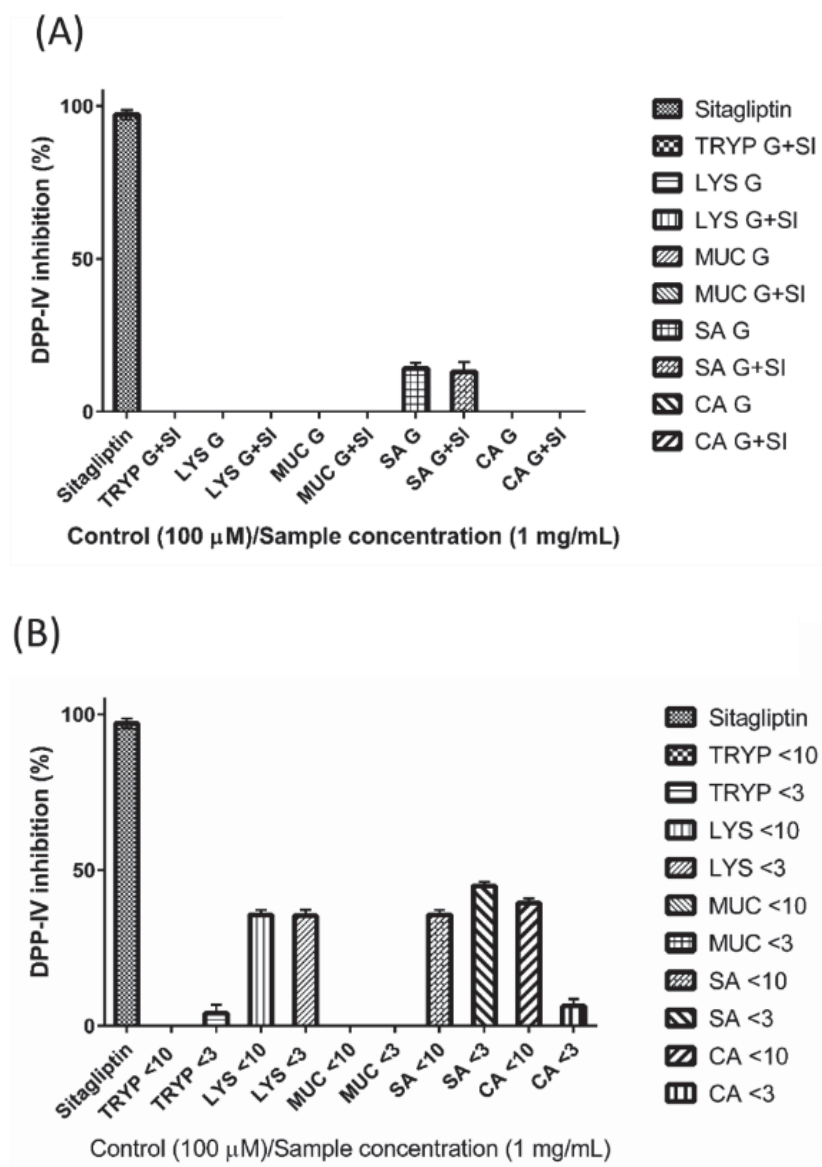 (A)
100
50
0
DPP-IV inhibition (%)
Sitagliptin
TRYP G+SI
LYS G
LYS G+SI
MUC G
MUC G+SI
SA G
SA G+SI
CA G
CA G+SI
Control (100 μM)/Sample concentration (1 mg/mL)
Sitagliptin
TRYP G+SI
LYS G
LYS G+SI
MUC G
MUC G+SI
SA G
SA G+SI
CA G
CA G+SI
(B)
100
50
0
DPP-IV inhibition (%)
Sitagliptin
TRYP <10
TRYP <3
LYS <10
LYS <3
MUC <10
MUC <3
SA <10
SA <3
CA <10
CA <3
Control (100 μM)/Sample concentration (1 mg/mL)
Sitagliptin
TRYP <10
TRYP <3
LYS <10
LYS <3
MUC <10
MUC <3
SA <10
SA <3
CA <10
CA <3